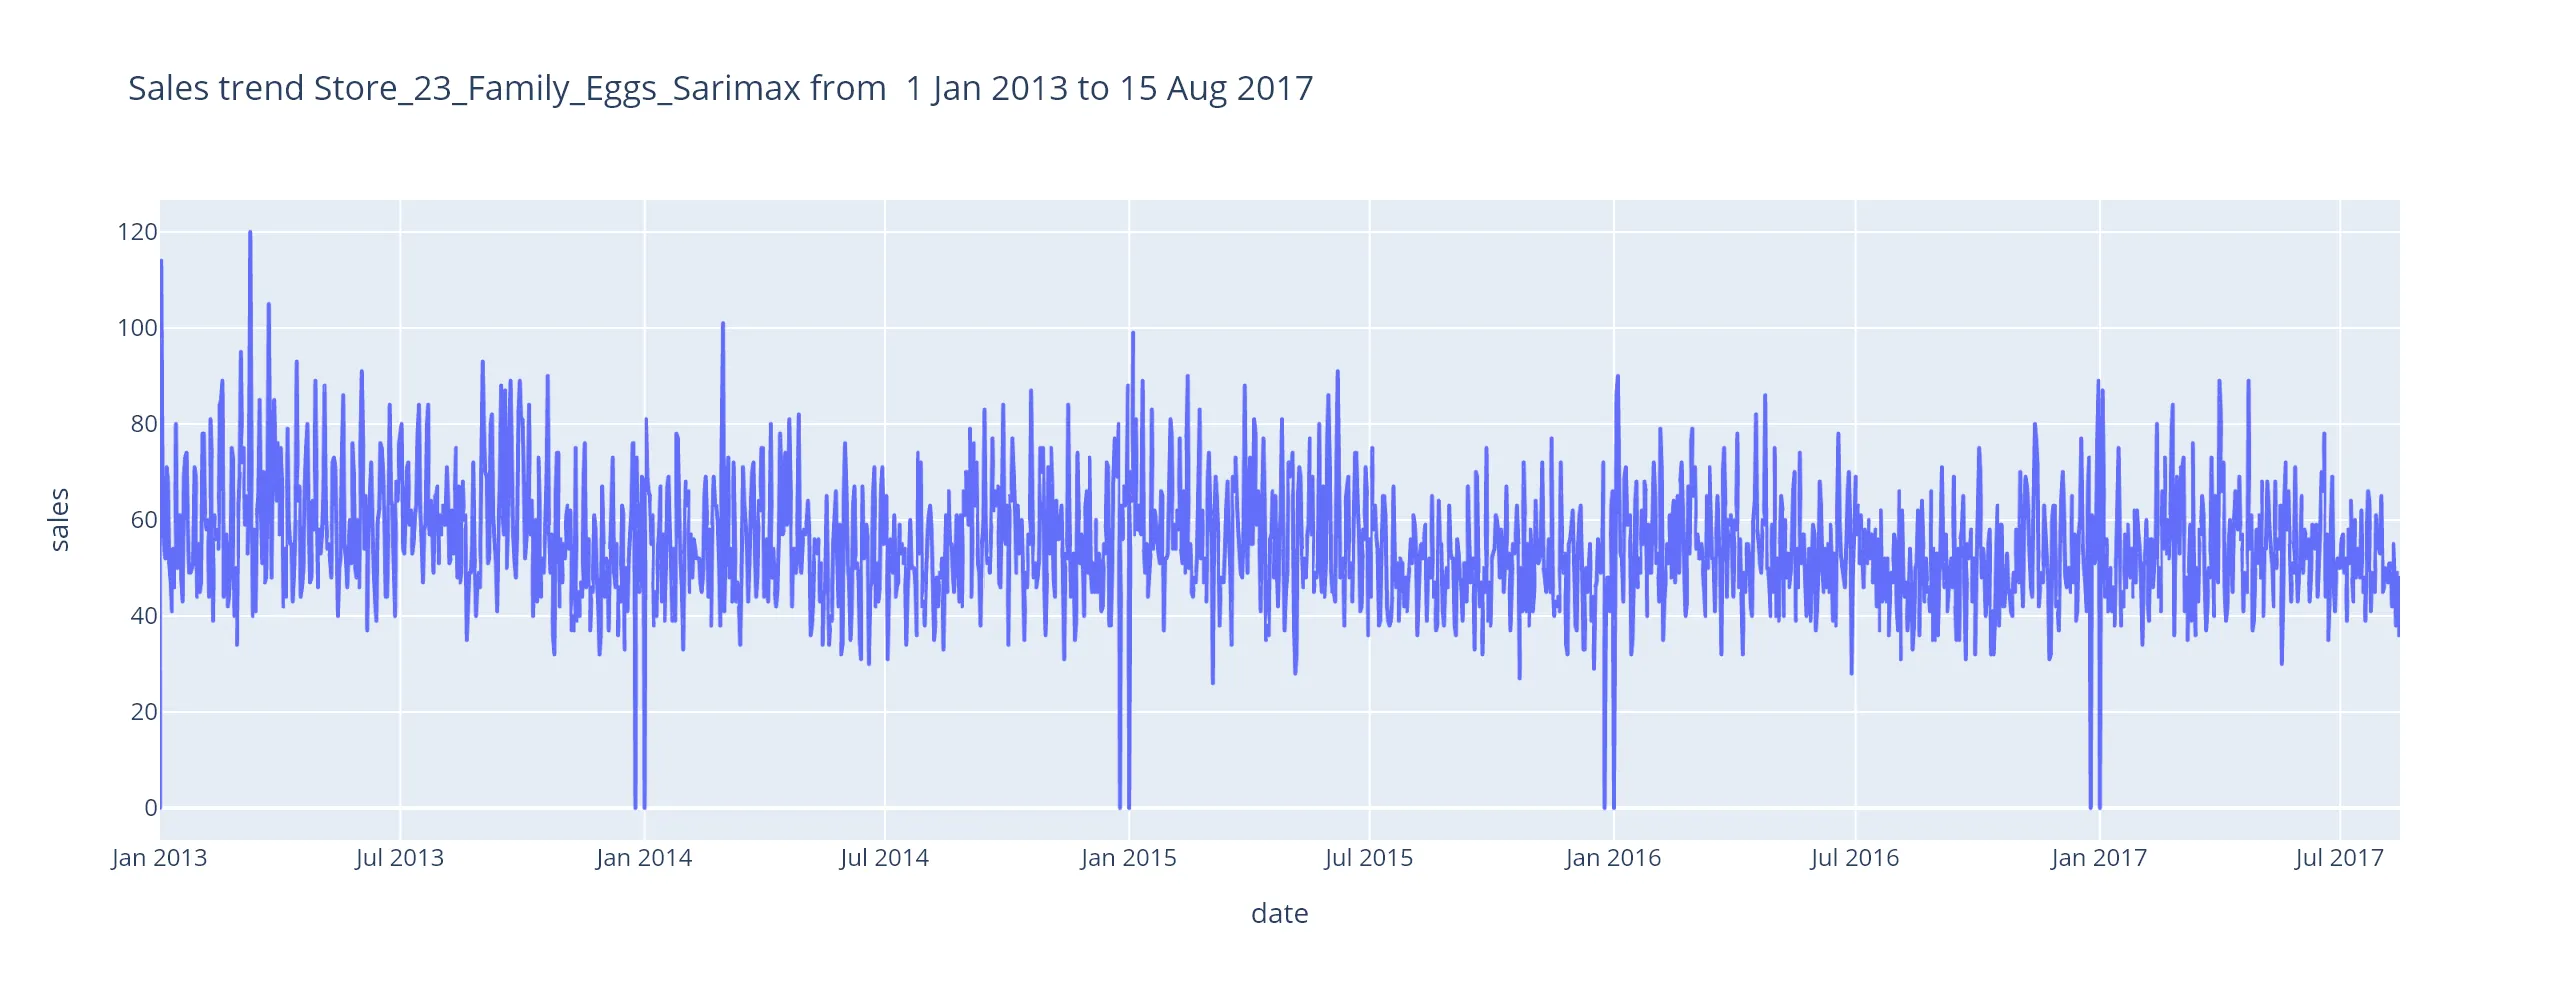 Sales trend Store_23_Family_Eggs_Sarimax from  1 Jan 2013 to 15 Aug 2017
120
100
80
60
40
20
0
sales
Jan 2013
Jul 2013
Jan 2014
Jul 2014
Jan 2015
Jul 2015
Jan 2016
Jul 2016
Jan 2017
Jul 2017
date